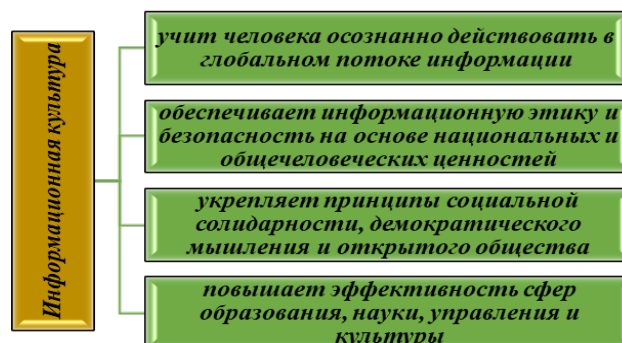 Информационная культура
учит человека осознанно действовать в
глобальном потоке информации
обеспечивает информационную этику и
безопасность на основе национальных и
общечеловеческих ценностей
укрепляет принципы социальной
солидарности, демократического
мышления и открытого общества
повышает эффективность сфер
образования, науки, управления и
культуры